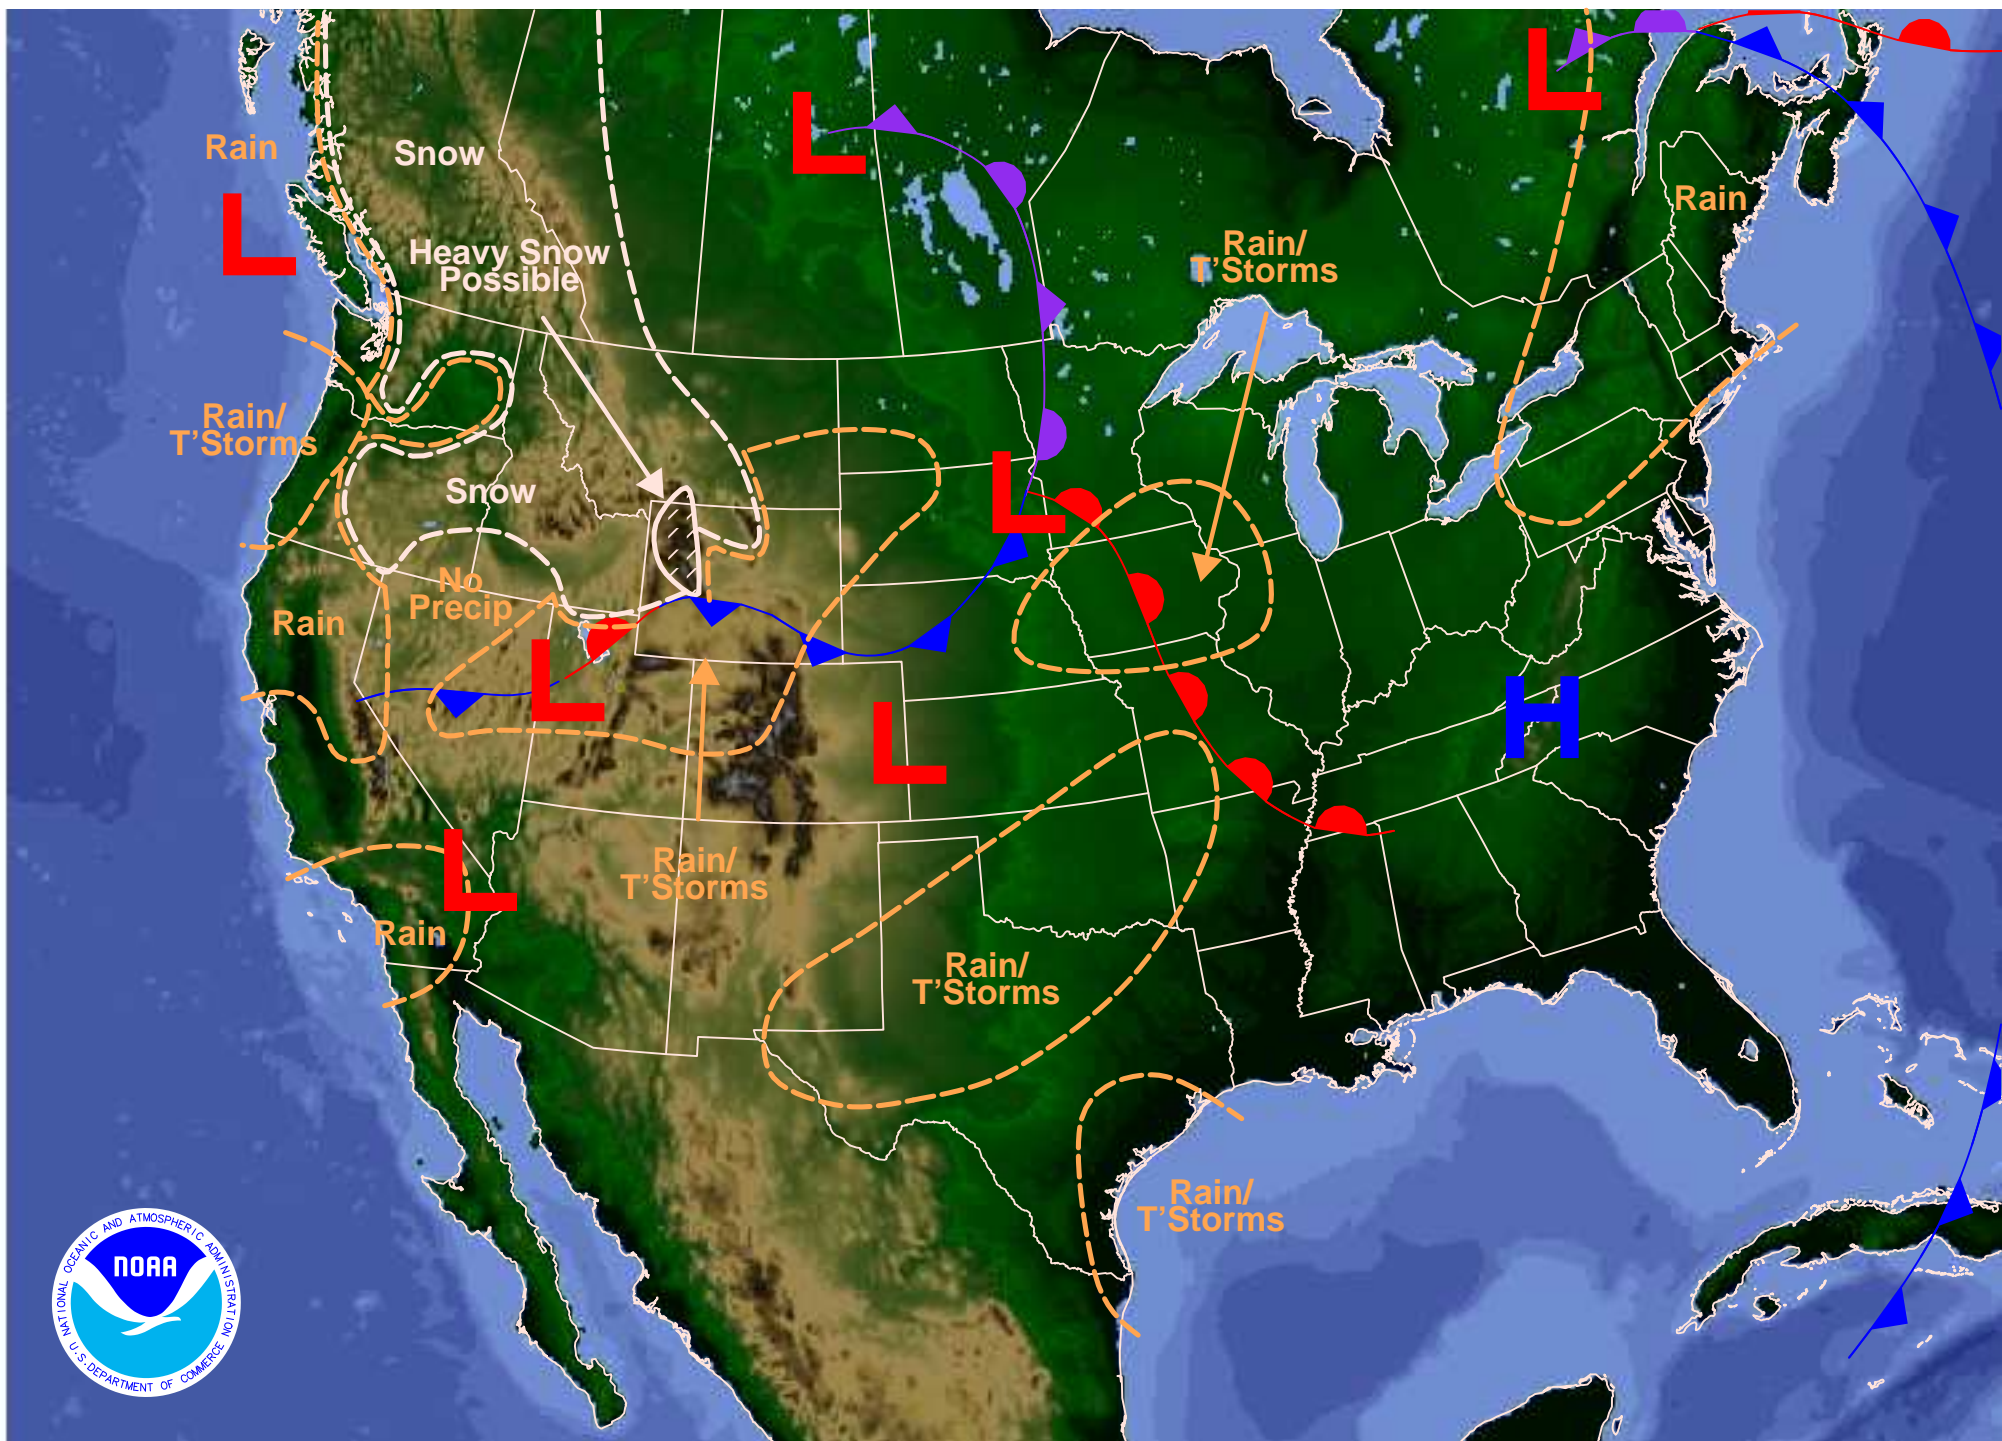 Rain
Snow
Rain
Heavy Snow
Possible
Rain/
T'Storms
L
L
L
Rain/
T'Storms
Snow
L
No
Precip
Rain
L
H
L
L
Rain/
T'Storms
Rain
Rain/
T'Storms
Rain/
T'Storms
NATIONAL OCEANIC AND ATMOSPHERIC ADMINISTRATION
NOAA
U.S. DEPARTMENT OF COMMERCE